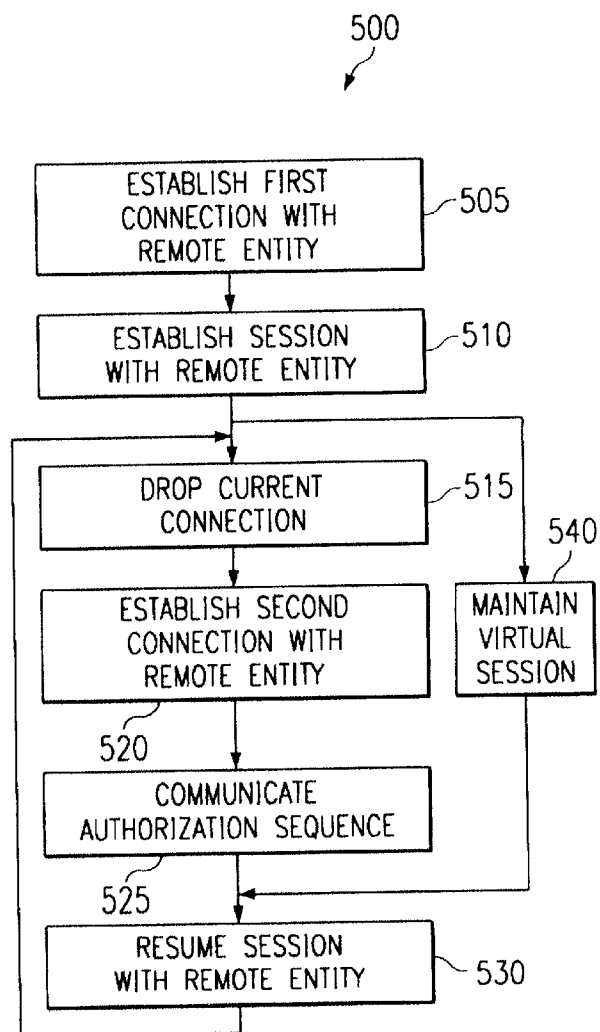 500
ESTABLISH FIRST
CONNECTION WITH
REMOTE ENTITY
505
ESTABLISH SESSION
WITH REMOTE ENTITY
510
DROP CURRENT
CONNECTION
515
540
ESTABLISH SECOND
CONNECTION WITH
REMOTE ENTITY
MAINTAIN
VIRTUAL
SESSION
520
COMMUNICATE
AUTHORIZATION SEQUENCE
525
RESUME SESSION
WITH REMOTE ENTITY
530